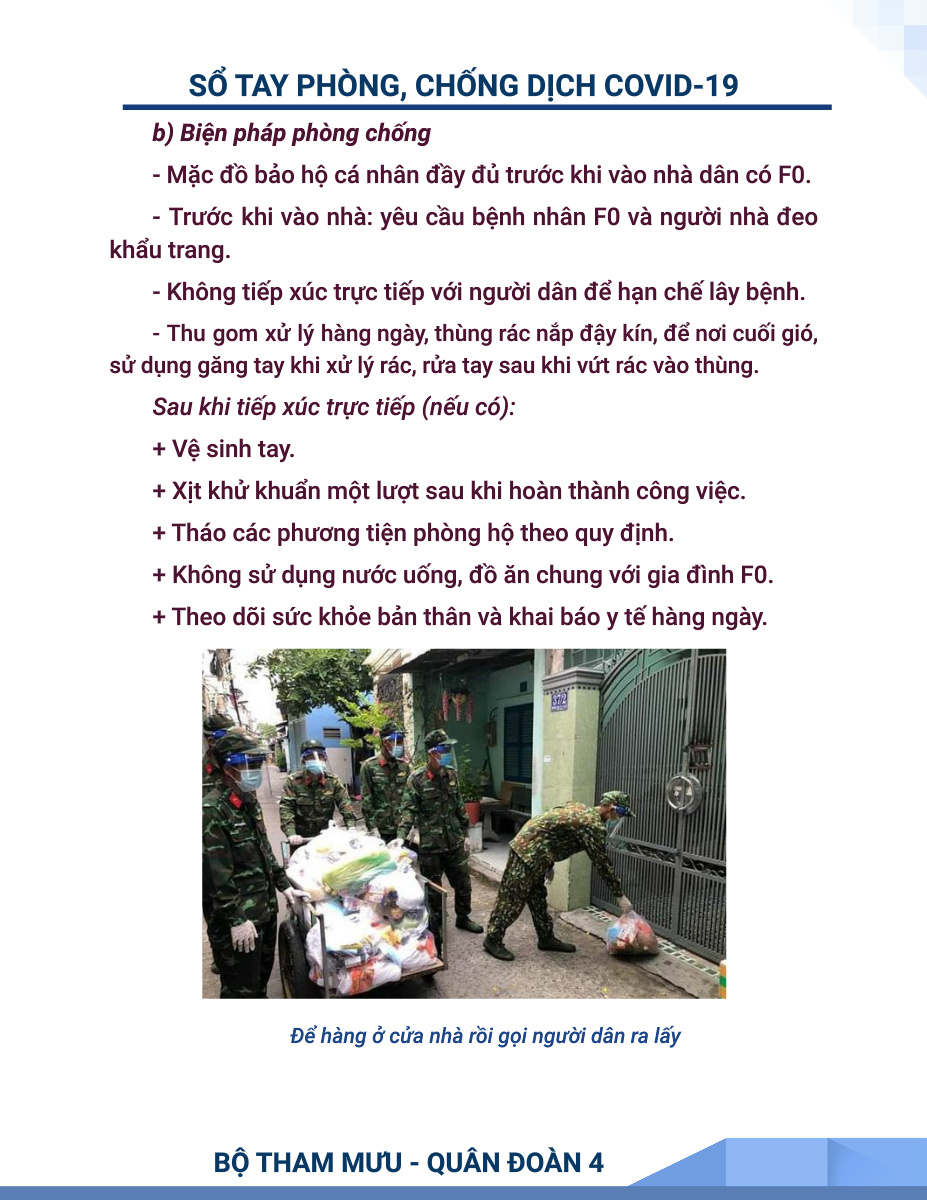 SỔ TAY PHÒNG, CHỐNG DỊCH COVID-19
b) Biện pháp phòng chống
- Mặc đồ bảo hộ cá nhân đầy đủ trước khi vào nhà dân có F0.
- Trước khi vào nhà: yêu cầu bệnh nhân F0 và người nhà đeo
khẩu trang.
- Không tiếp xúc trực tiếp với người dân để hạn chế lây bệnh.
- Thu gom xử lý hàng ngày, thùng rác nắp đậy kín, để nơi cuối gió,
sử dụng găng tay khi xử lý rác, rửa tay sau khi vứt rác vào thùng.
Sau khi tiếp xúc trực tiếp (nếu có):
+ Vệ sinh tay.
+ Xịt khử khuẩn một lượt sau khi hoàn thành công việc.
+ Tháo các phương tiện phòng hộ theo quy định.
+ Không sử dụng nước uống, đồ ăn chung với gia đình F0.
+ Theo dõi sức khỏe bản thân và khai báo y tế hàng ngày.
37/2
Để hàng ở cửa nhà rồi gọi người dân ra lấy
BỘ THAM MƯU - QUÂN ĐOÀN 4